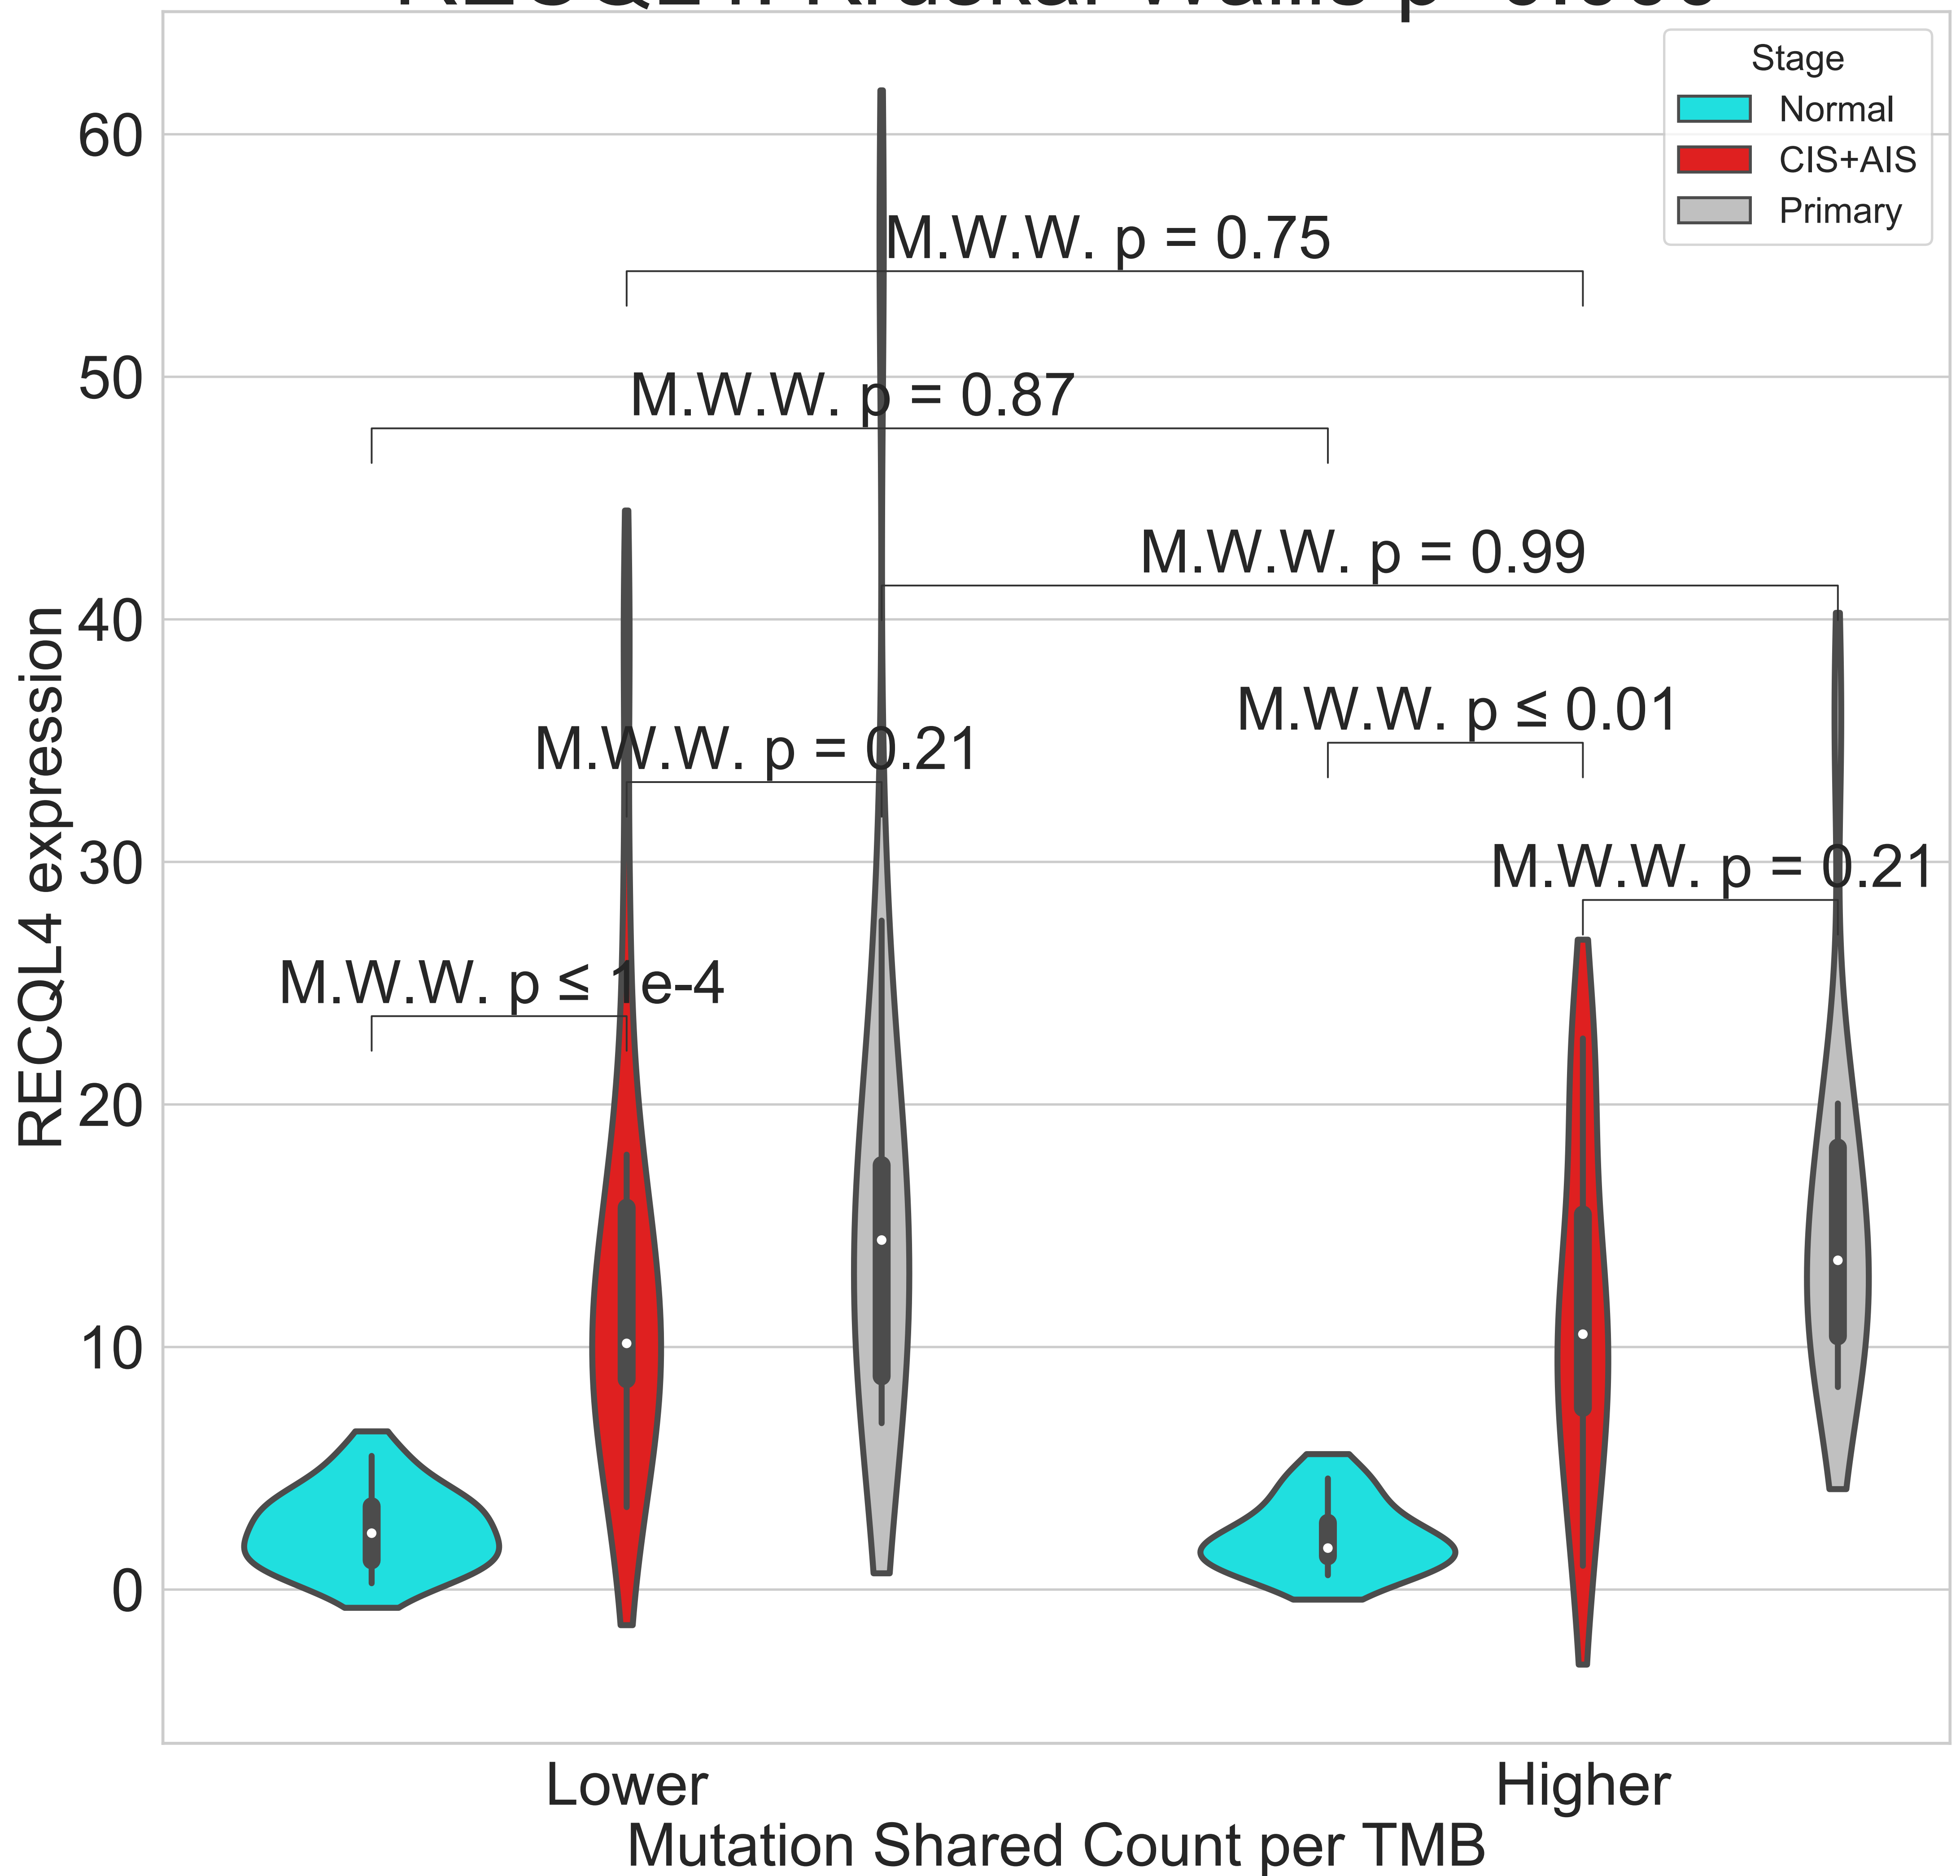 Stage
Normal
CIS+AIS
Primary
60
50
40
30
20
10
0
RECQL4 expression
M.W.W. p = 0.75
M.W.W. p = 0.87
M.W.W. p = 0.99
M.W.W. p ≤ 0.01
M.W.W. p = 0.21
M.W.W. p = 0.21
M.W.W. p ≤ 1e-4
Lower
Higher
Mutation Shared Count per TMB